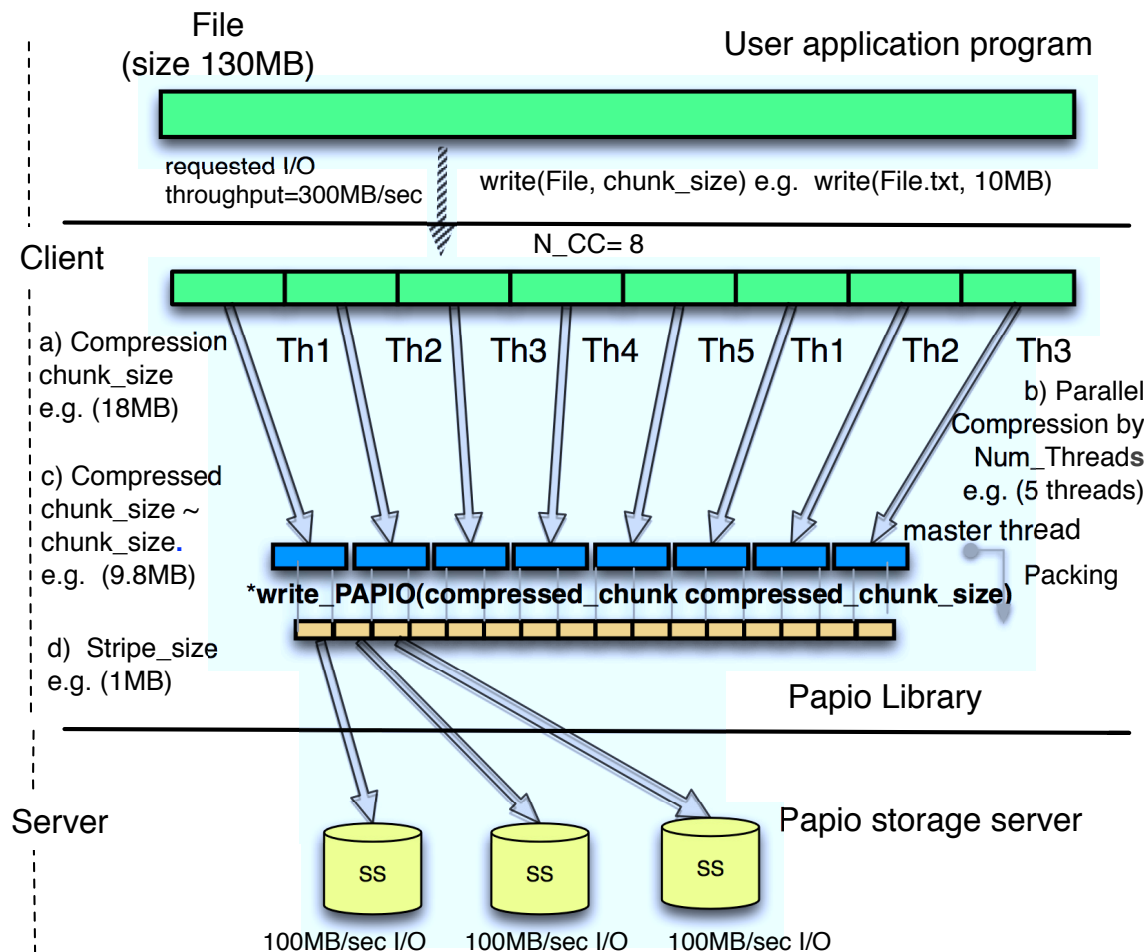 File
(size 130MB)
User application program
requested I/O
throughput=300MB/sec
write(File, chunk_size) e.g. write(File.txt, 10MB)
N_CC= 8
Client
a) Compression
chunk_size
e.g. (18MB)
Th1 Th2 Th3 Th4 Th5 Th1 Th2 Th3
b) Parallel
Compression by
Num_Threads
e.g. (5 threads)
c) Compressed
chunk_size ~
chunk_size.
e.g. (9.8MB)
master thread
Packing
*write_PAPIO(compressed_chunk compressed_chunk_size)
d) Stripe_size
e.g. (1MB)
Papio Library
Server
Papio storage server
SS SS SS
100MB/sec I/O 100MB/sec I/O 100MB/sec I/O